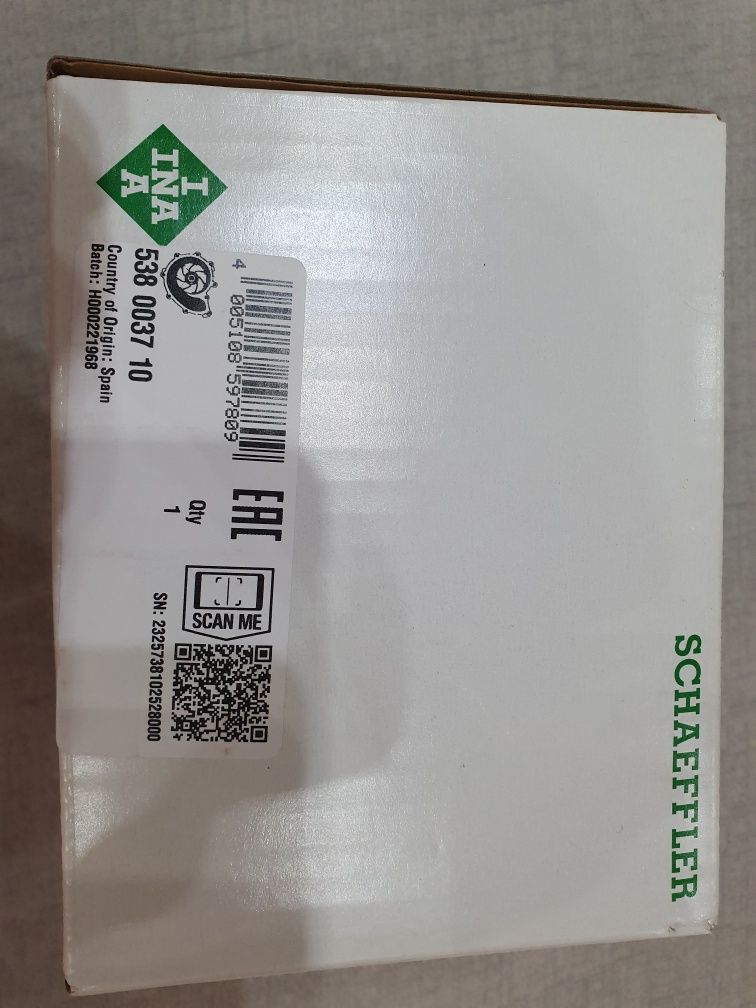 I
INA
A
SCHAEFFLER
4 005108 597809
538 0037 10
Country of Origin: Spain
Batch: H000221968
EAC
Qty
1
SCAN ME
SN: 2325738102528000